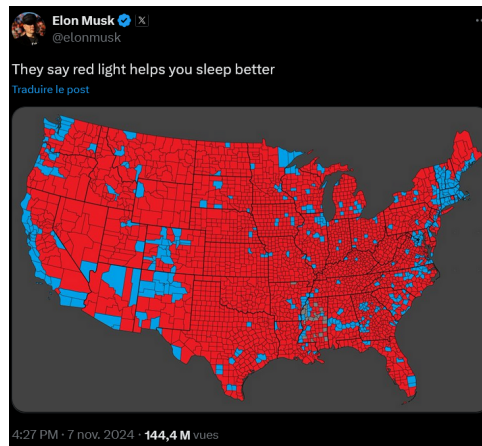 Elon Musk
@elonmusk
They say red light helps you sleep better
Traduire le post
4:27 PM · 7 nov. 2024 · 144,4 M vues